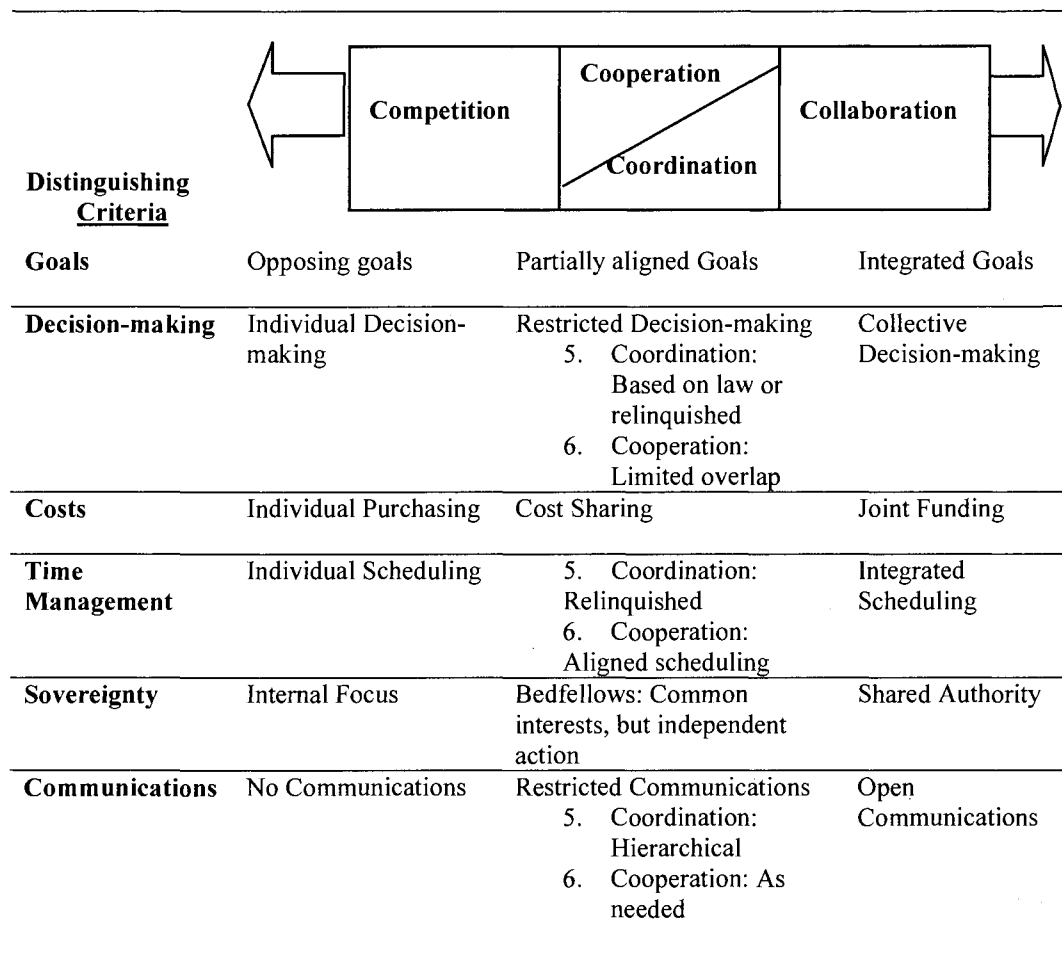 Competition
Cooperation
Coordination
Collaboration
Distinguishing
Criteria
Goals Opposing goals Partially aligned Goals Integrated Goals
Decision-making Individual Decision- Restricted Decision-making Collective
making 5. Coordination: Decision-making
Based on law or
relinquished
6. Cooperation:
Limited overlap
Costs Individual Purchasing Cost Sharing Joint Funding
Time Individual Scheduling 5. Coordination: Integrated
Management Relinquished Scheduling
6. Cooperation:
Aligned scheduling
Sovereignty Internal Focus Bedfellows: Common Shared Authority
interests, but independent
action
Communications No Communications Restricted Communications Open
5. Coordination: Communications
Hierarchical
6. Cooperation: As
needed